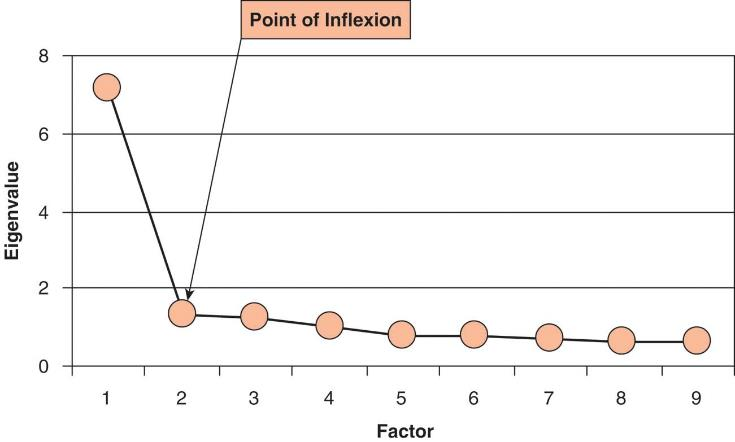 Point of Inflexion
8
6
4
2
0
Eigenvalue
1 2 3 4 5 6 7 8 9
Factor